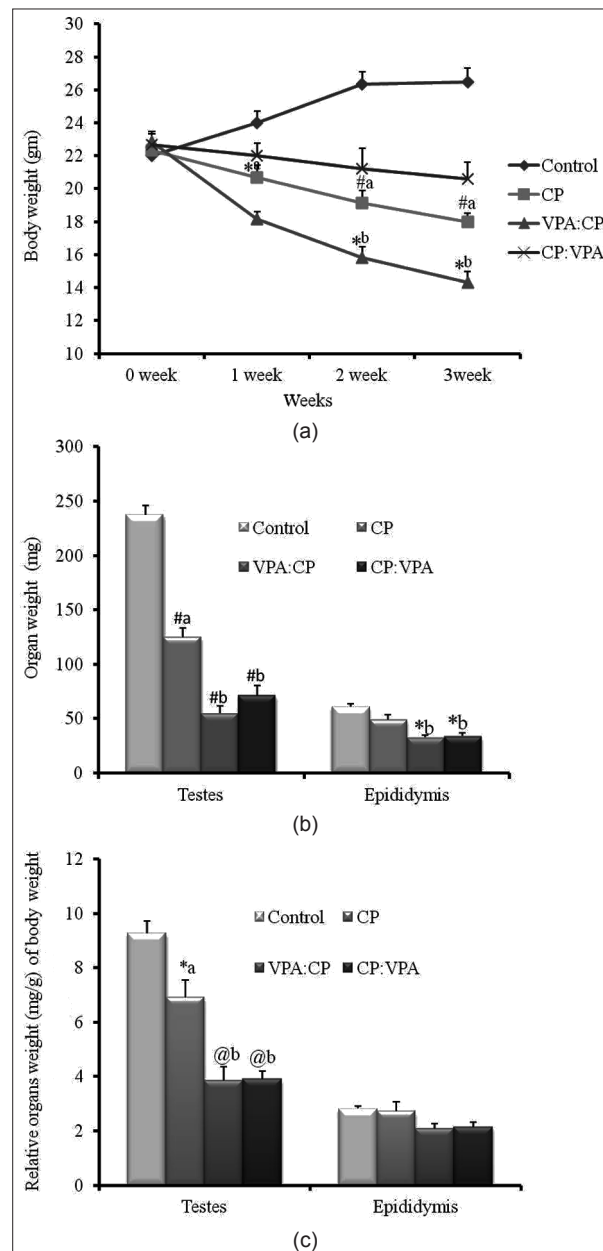 Body weight (gm)
30
28
26
24
22
20
18
16
14
12
10
#a
#a
*b
*b
Control
CP
VPA:CP
CP:VPA
0 week
1 week
2 week
3week
Weeks
(a)
Organ weight (mg)
300
250
200
150
100
50
0
Control
CP
VPA:CP
CP:VPA
#a
#b
#b
*b
*b
Testes
Epididymis
(b)
Relative organs weight (mg/g) of body weight
12
10
8
6
4
2
0
Control
CP
VPA:CP
CP:VPA
*a
@b
@b
Testes
Epididymis
(c)